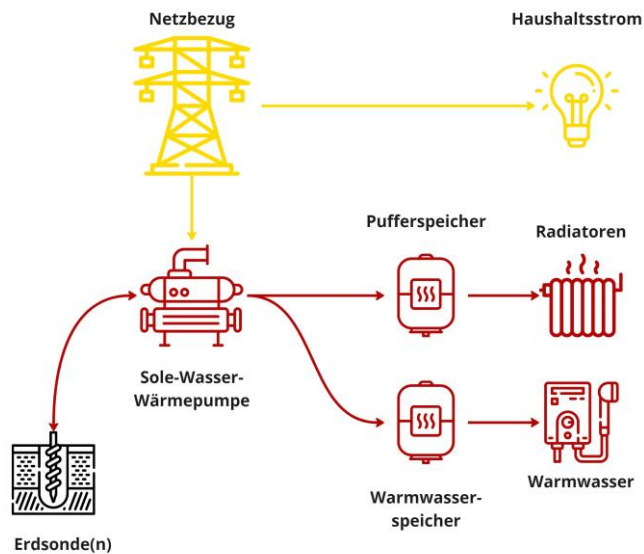 Netzbezug
Haushaltsstrom
Pufferspeicher
Radiatoren
Sole-Wasser-
Wärmepumpe
Warmwasser-
speicher
Warmwasser
Erdsonde(n)